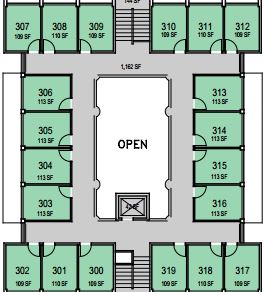 144 SF
307 308 309 310 311 312
109 SF 110 SF 109 SF 109 SF 110 SF 109 SF
1,162 SF
306 313
113 SF 113 SF
305 314
113 SF 113 SF
OPEN
304 315
113 SF 113 SF
303 316
113 SF 113 SF
302 301 300 319 318 317
109 SF 110 SF 109 SF 109 SF 110 SF 109 SF